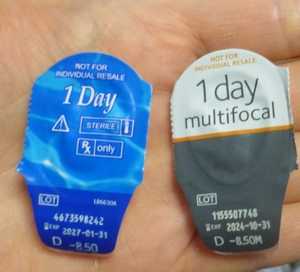 NOT FOR
INDIVIDUAL RESALE
1 Day
STERILE
Rx only
LOT
4673598242
EXP 2027-01-31
D -8.50
NOT FOR
INDIVIDUAL RESALE
1 day
multifocal
LOT
1155507748
EXP 2024-10-31
D -8.50M